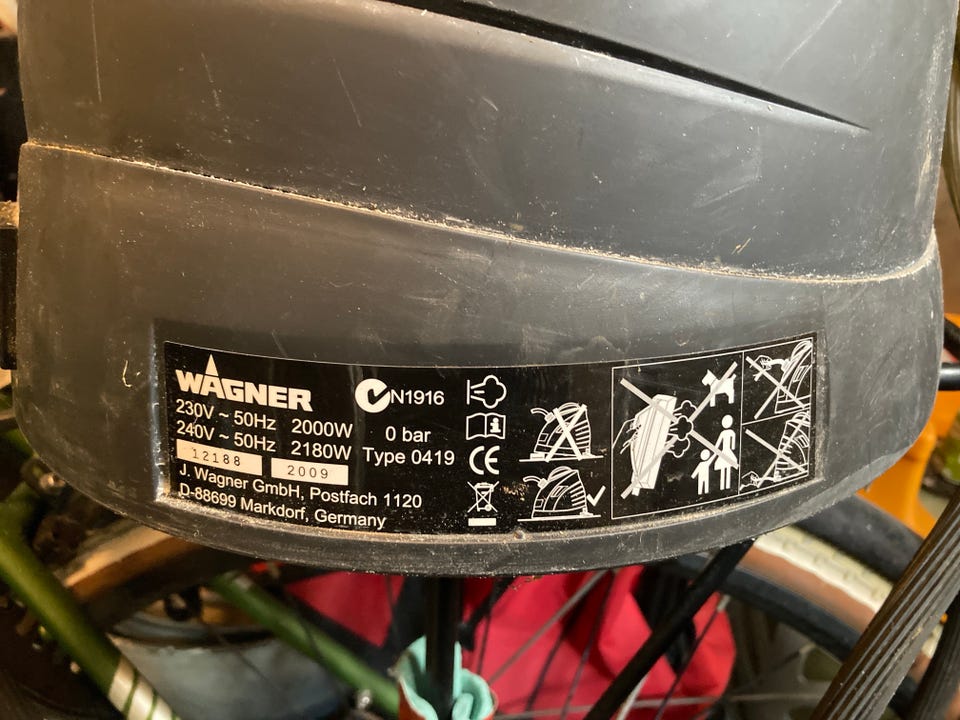 WAGNER
230V ~ 50Hz 2000W
240V ~ 50Hz 2180W
12188 2009
J. Wagner GmbH, Postfach 1120
D-88699 Markdorf, Germany
N1916
0 bar
Type 0419
CE